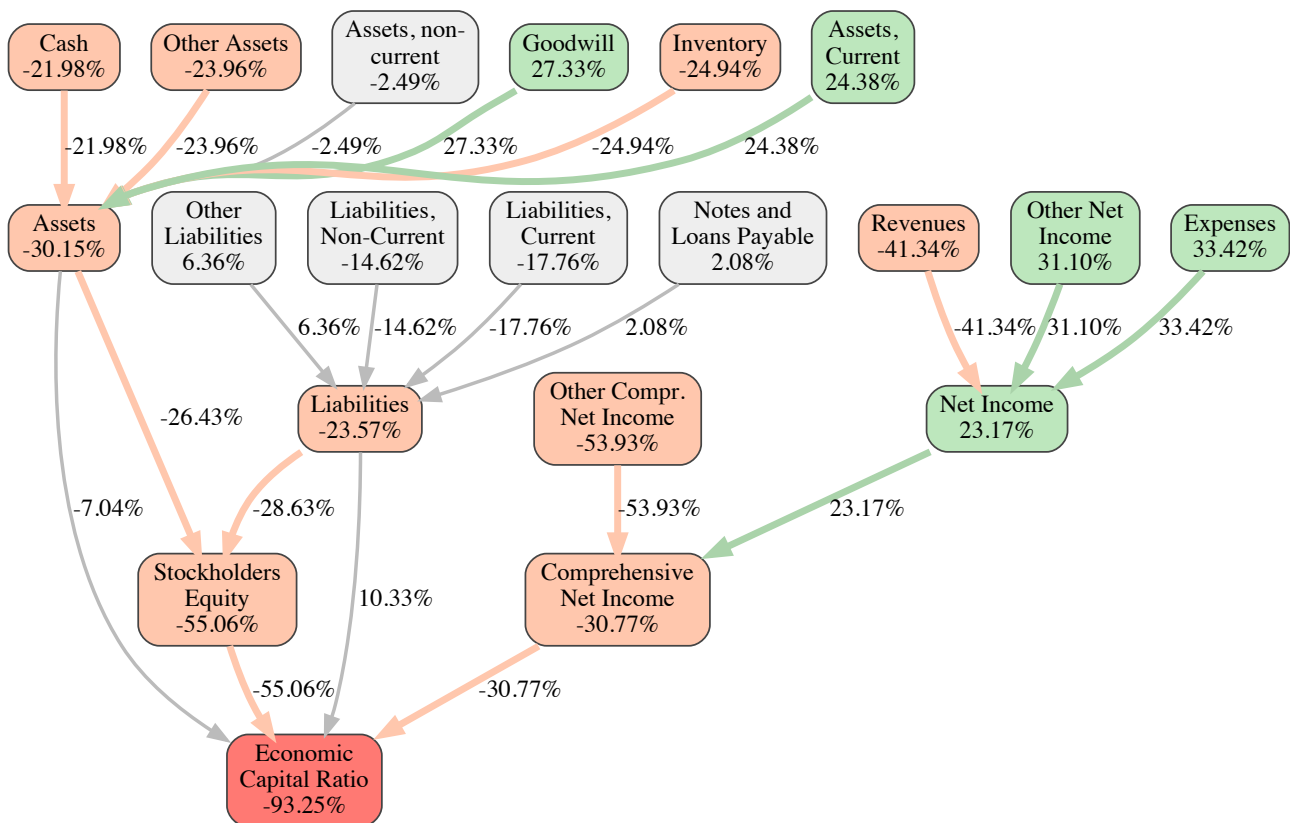 Cash
-21.98%
Other Assets
-23.96%
Assets, non-
current
-2.49%
Goodwill
27.33%
Inventory
-24.94%
Assets,
Current
24.38%
-21.98%
-23.96%
-2.49%
27.33%
-24.94%
24.38%
Assets
-30.15%
Other
Liabilities
6.36%
Liabilities,
Non-Current
-14.62%
Liabilities,
Current
-17.76%
Notes and
Loans Payable
2.08%
Revenues
-41.34%
Other Net
Income
31.10%
Expenses
33.42%
6.36%
-14.62%
-17.76%
2.08%
-41.34%
31.10%
33.42%
-26.43%
Liabilities
-23.57%
Other Compr.
Net Income
-53.93%
Net Income
23.17%
-7.04%
-28.63%
-53.93%
23.17%
Stockholders
Equity
-55.06%
10.33%
Comprehensive
Net Income
-30.77%
-55.06%
-30.77%
Economic
Capital Ratio
-93.25%